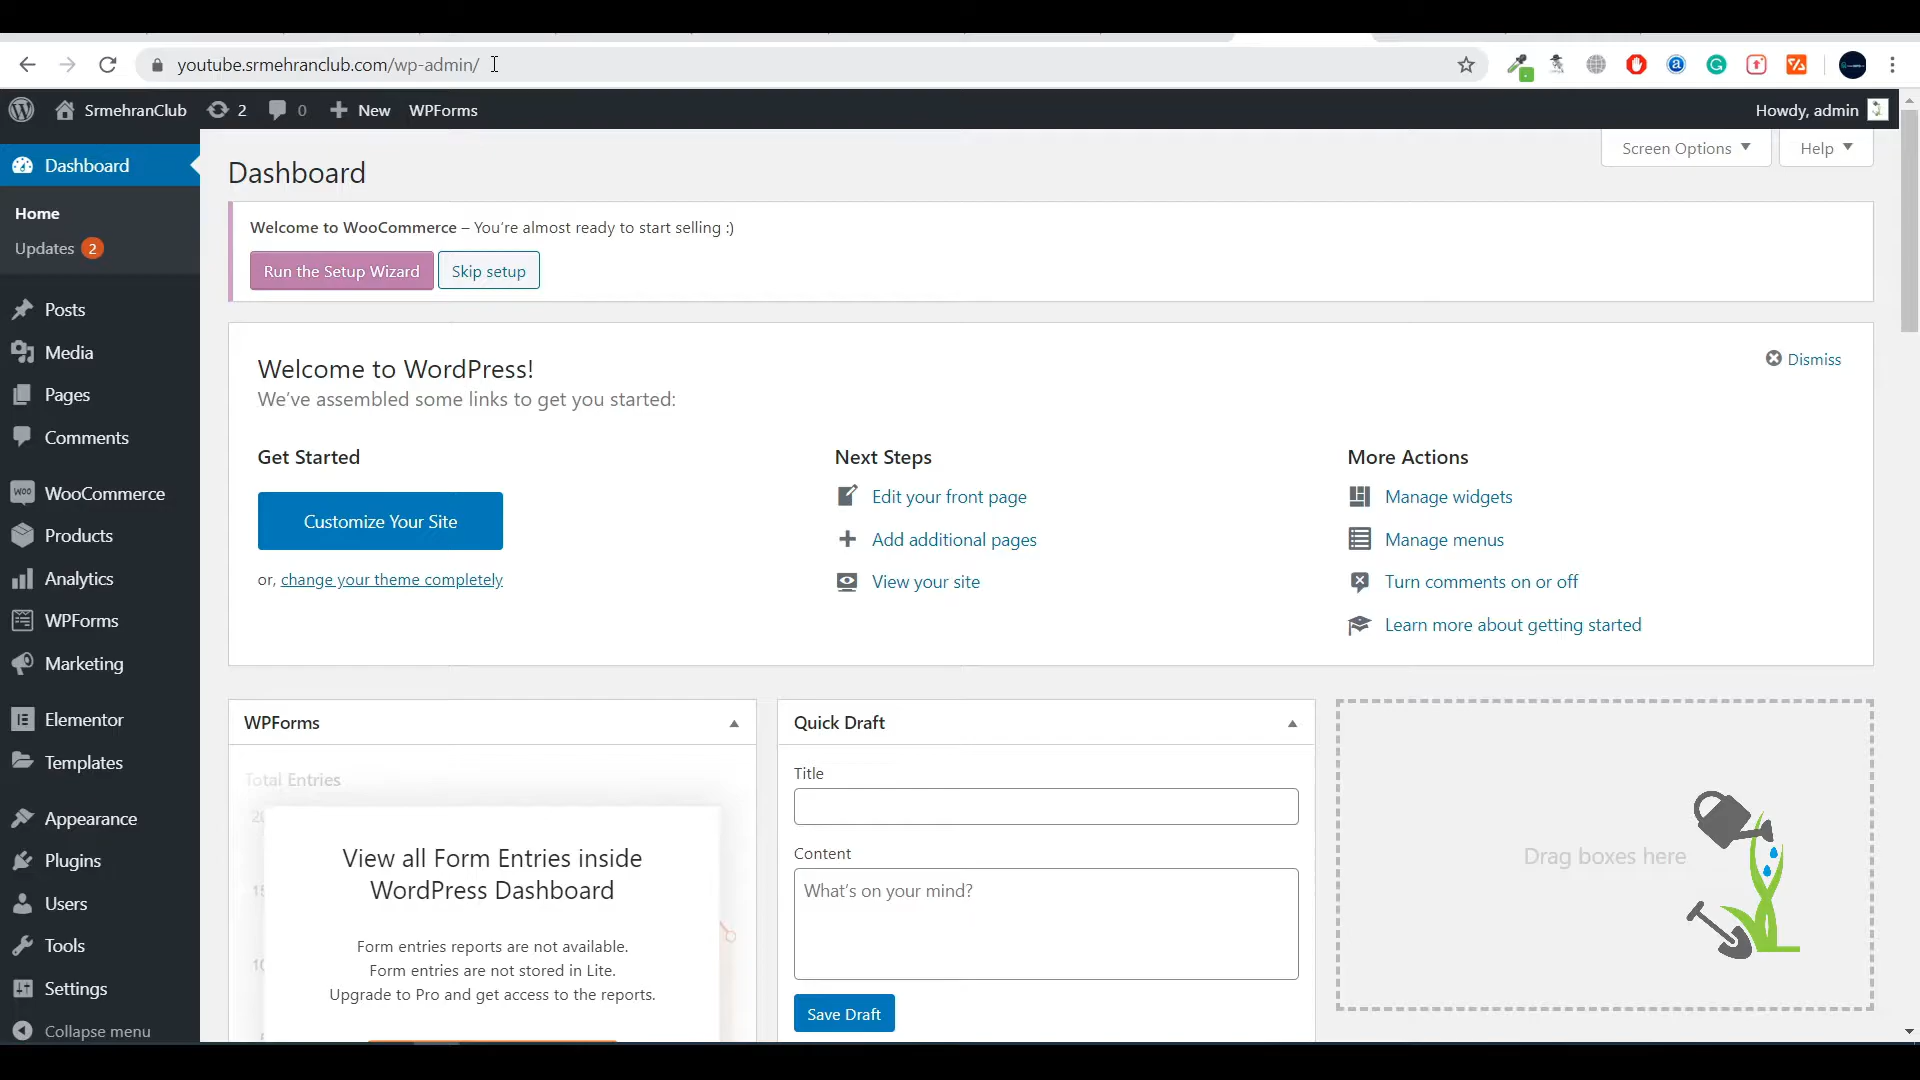 youtube.srmehranclub.com/wp-admin/
SrmehranClub 2 0 New WPForms Howdy, admin
Dashboard
Home
Updates 2
Posts
Media
Pages
Comments
WooCommerce
Products
Analytics
WPForms
Marketing
Elementor
Templates
Appearance
Plugins
Users
Tools
Settings
Collapse menu
Screen Options
Help
Dashboard
Welcome to WooCommerce – You're almost ready to start selling :)
Run the Setup Wizard Skip setup
Welcome to WordPress!
We've assembled some links to get you started:
Dismiss
Get Started
Customize Your Site
or, change your theme completely
Next Steps
Edit your front page
Add additional pages
View your site
More Actions
Manage widgets
Manage menus
Turn comments on or off
Learn more about getting started
WPForms
Total Entries
View all Form Entries inside
WordPress Dashboard
Form entries reports are not available.
Form entries are not stored in Lite.
Upgrade to Pro and get access to the reports.
Quick Draft
Title
Content
What's on your mind?
Save Draft
Drag boxes here